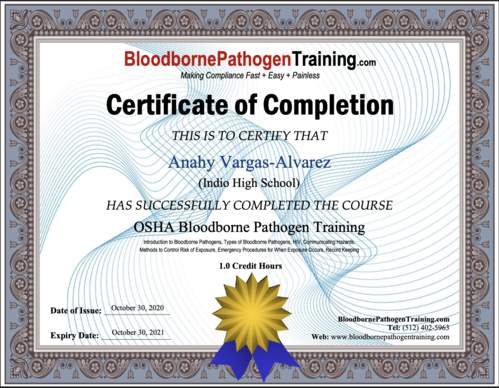 BloodbornePathogenTraining.com
Making Compliance Fast + Easy + Painless
Certificate of Completion
THIS IS TO CERTIFY THAT
Anahy Vargas-Alvarez
(Indio High School)
HAS SUCCESSFULLY COMPLETED THE COURSE
OSHA Bloodborne Pathogen Training
Introduction to Bloodborne Pathogens, Types of Bloodborne Pathogens, HIV, Communicating Hazards
Methods to Control Risk of Exposure, Emergency Procedures for When Exposure Occurs, Record Keeping
1.0 Credit Hours
Date of Issue: October 30, 2020
Expiry Date: October 30, 2021
BloodbornePathogenTraining.com
Tel: (512) 402-5963
Web: www.bloodbornepathogentraining.com